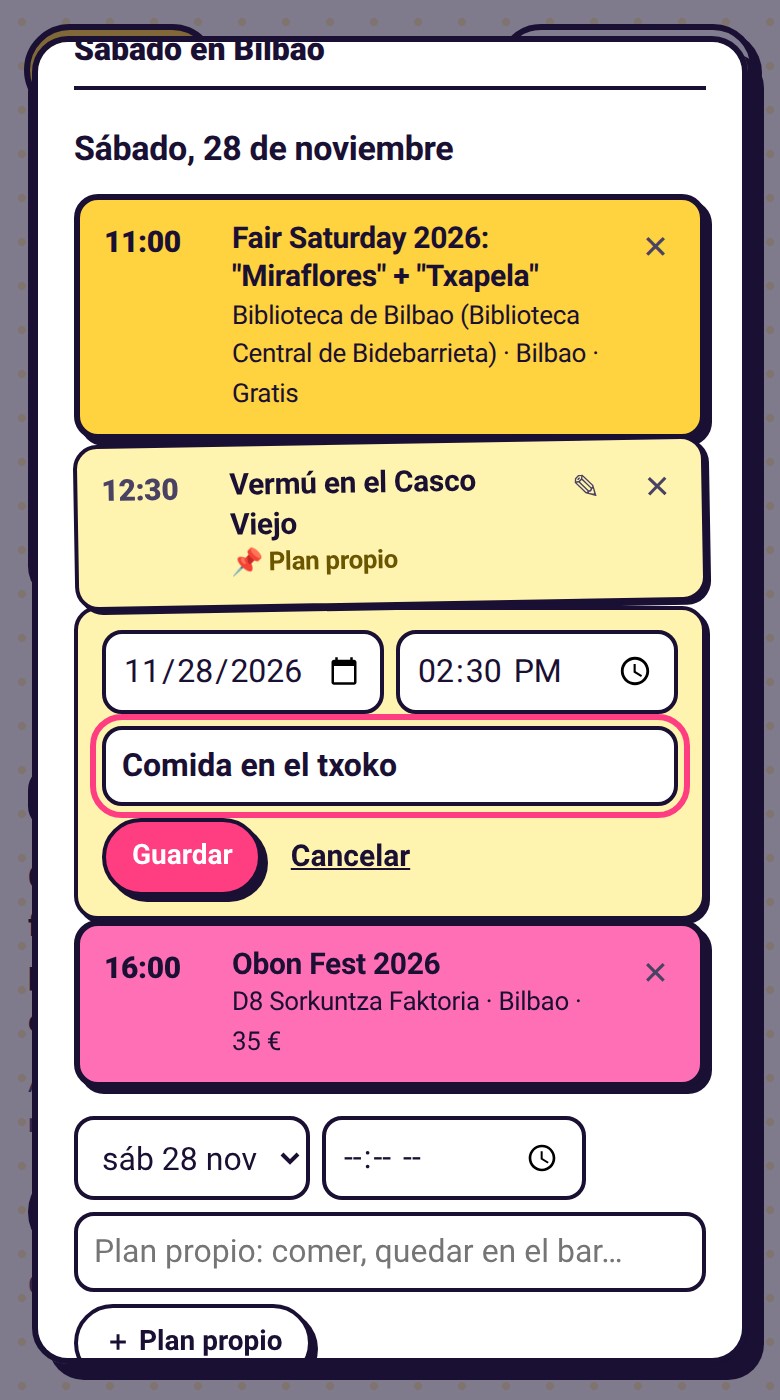 Sábado en Bilbao
Sábado, 28 de noviembre
11:00
Fair Saturday 2026:
"Miraflores" + "Txapela"
Biblioteca de Bilbao (Biblioteca
Central de Bidebarrieta) · Bilbao ·
Gratis
12:30
Vermú en el Casco
Viejo
📌 Plan propio
11/28/2026
02:30 PM
Comida en el txoko
Guardar
Cancelar
16:00
Obon Fest 2026
D8 Sorkuntza Faktoria · Bilbao ·
35 €
sáb 28 nov
--:-- --
Plan propio: comer, quedar en el bar…
+ Plan propio